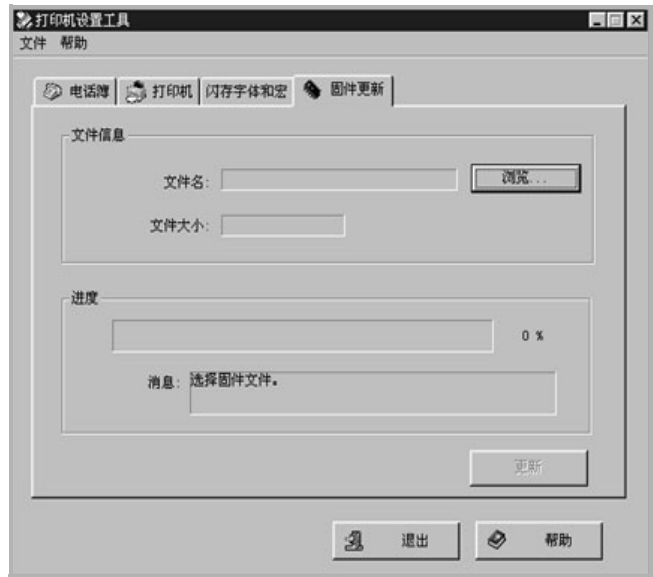 打印机设置工具
文件 帮助
电话簿 打印机 闪存字体和宏 固件更新
文件信息
文件名: 浏览...
文件大小:
进度
0 %
消息: 选择固件文件。
更新
退出 帮助